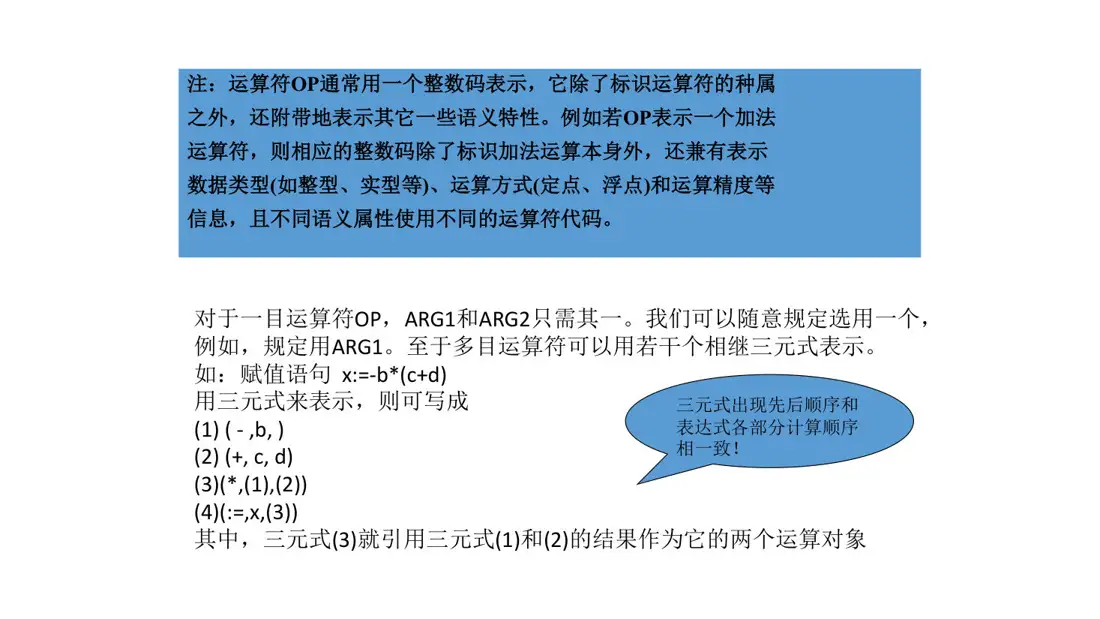 注：运算符OP通常用一个整数码表示，它除了标识运算符的种属
之外，还附带地表示其它一些语义特性。例如若OP表示一个加法
运算符，则相应的整数码除了标识加法运算本身外，还兼有表示
数据类型(如整型、实型等)、运算方式(定点、浮点)和运算精度等
信息，且不同语义属性使用不同的运算符代码。
对于一目运算符OP，ARG1和ARG2只需其一。我们可以随意规定选用一个，
例如，规定用ARG1。至于多目运算符可以用若干个相继三元式表示。
如：赋值语句 x:=-b*(c+d)
用三元式来表示，则可写成
(1) ( - ,b, )
(2) (+, c, d)
(3)(*,(1),(2))
(4)(:=,x,(3))
其中，三元式(3)就引用三元式(1)和(2)的结果作为它的两个运算对象
三元式出现先后顺序和
表达式各部分计算顺序
相一致！